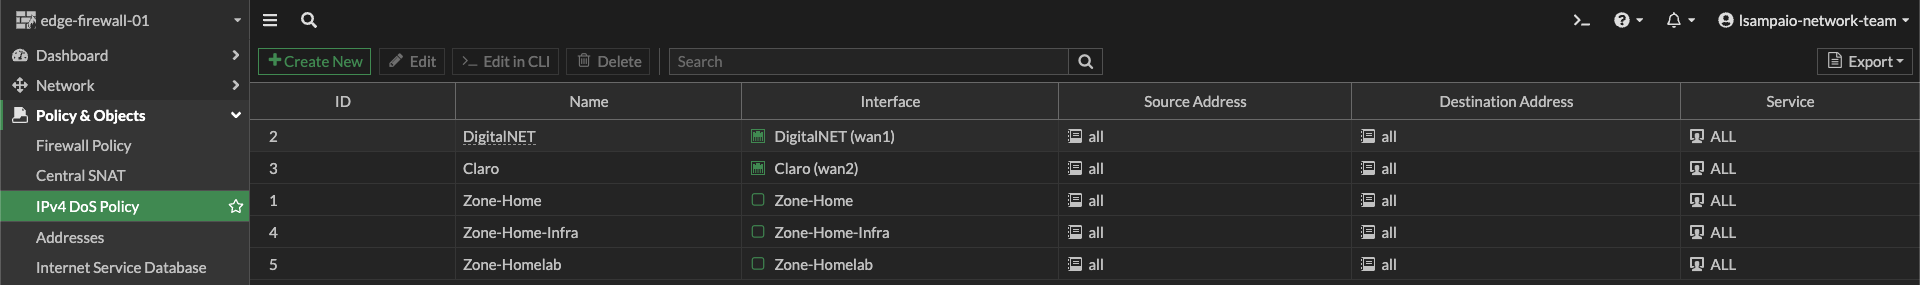 edge-firewall-01
lsampaio-network-team
Dashboard
Network
Policy & Objects
Firewall Policy
Central SNAT
IPv4 DoS Policy
Addresses
Internet Service Database
Create New Edit Edit in CLI Delete Search Export
ID Name Interface Source Address Destination Address Service
2 DigitalNET DigitalNET (wan1) all all ALL
3 Claro Claro (wan2) all all ALL
1 Zone-Home Zone-Home all all ALL
4 Zone-Home-Infra Zone-Home-Infra all all ALL
5 Zone-Homelab Zone-Homelab all all ALL